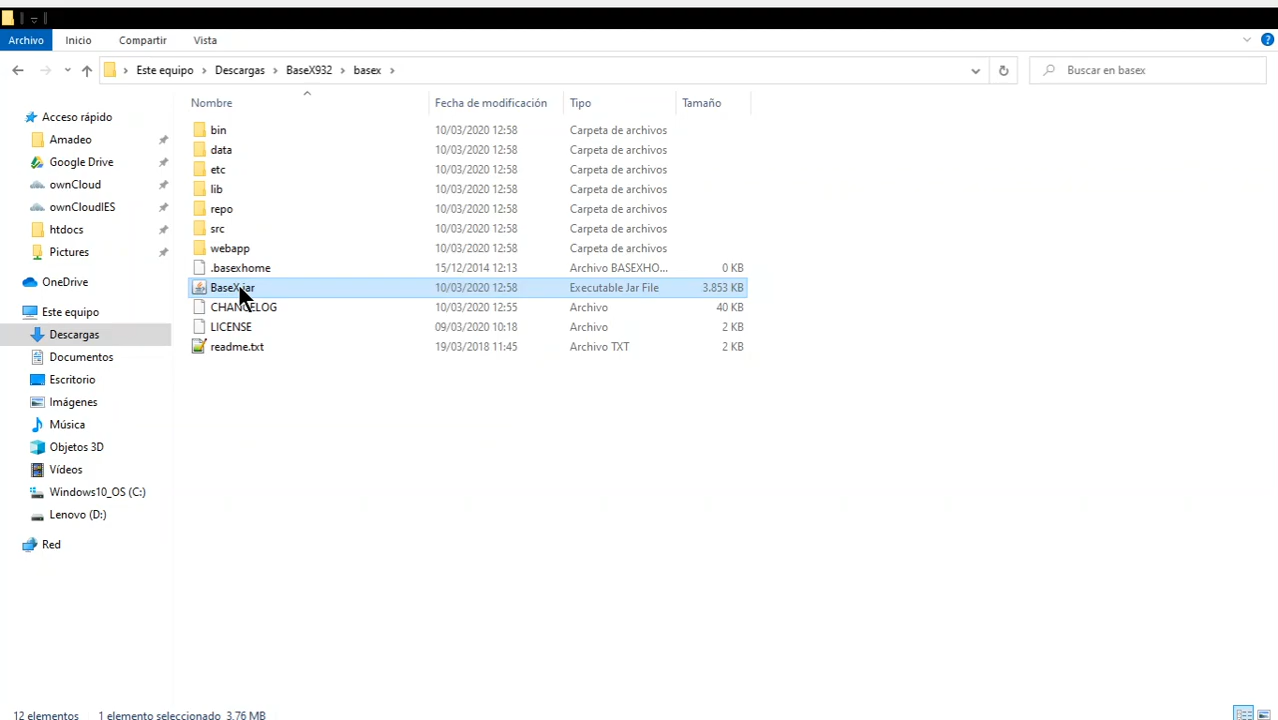 Archivo Inicio Compartir Vista
Este equipo Descargas BaseX932 basex Buscar en basex
Nombre Fecha de modificación Tipo Tamaño
Acceso rápido
Amadeo
Google Drive
ownCloud
ownCloudIES
htdocs
Pictures
OneDrive
Este equipo
Descargas
Documentos
Escritorio
Imágenes
Música
Objetos 3D
Vídeos
Windows10_OS (C:)
Lenovo (D:)
Red
bin 10/03/2020 12:58 Carpeta de archivos
data 10/03/2020 12:58 Carpeta de archivos
etc 10/03/2020 12:58 Carpeta de archivos
lib 10/03/2020 12:58 Carpeta de archivos
repo 10/03/2020 12:58 Carpeta de archivos
src 10/03/2020 12:58 Carpeta de archivos
webapp 10/03/2020 12:58 Carpeta de archivos
.basexhome 15/12/2014 12:13 Archivo BASEXHO... 0 KB
BaseX.jar 10/03/2020 12:58 Executable Jar File 3.853 KB
CHANGELOG 10/03/2020 12:55 Archivo 40 KB
LICENSE 09/03/2020 10:18 Archivo 2 KB
readme.txt 19/03/2018 11:45 Archivo TXT 2 KB
12 elementos 1 elemento seleccionado 3,76 MB